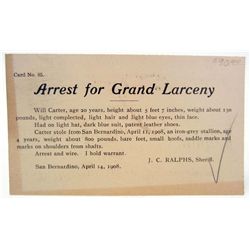 Card No. 85.
Arrest for Grand Larceny
Will Carter, age 20 years, height about 5 feet 7 inches, weight about 130
pounds, light complected, light hair and light blue eyes, thin face.
Had on light hat, dark blue suit, patent leather shoes.
Carter stole from San Bernardino, April 11, 1908, an iron-grey stallion, age
4 years, weight about 800 pounds, bare feet, small hoofs, saddle marks and
marks on shoulders from shafts.
Arrest and wire. I hold warrant.
J. C. RALPHS, Sheriff.
San Bernardino, April 14, 1908.